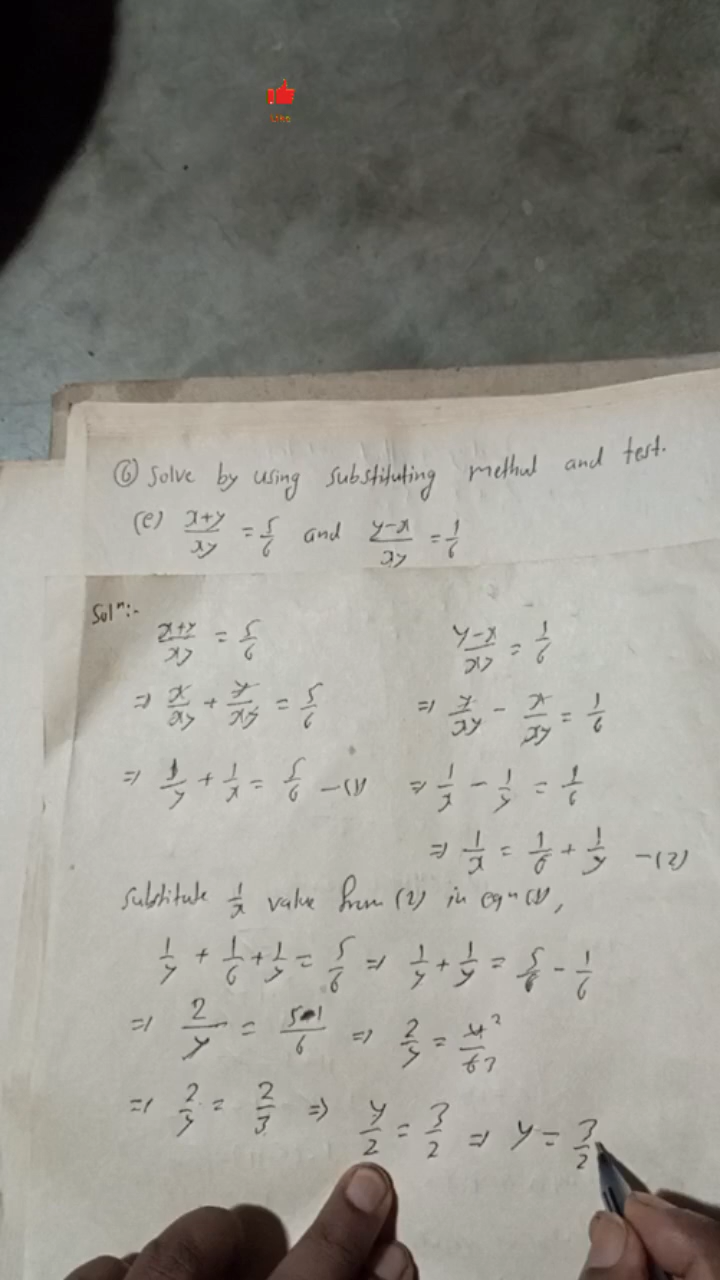 ⑥ Solve by using substituting method and test.
(e) x+y/xy = 5/6 and y-x/xy = 1/6
Solⁿ:-
x+y/xy = 5/6 y-x/xy = 1/6
=> x/xy + y/xy = 5/6 => y/xy - x/xy = 1/6
=> 1/y + 1/x = 5/6 -(1) => 1/x - 1/y = 1/6
=> 1/x = 1/6 + 1/y -(2)
Substitute 1/x value from (2) in eqn (1),
1/y + 1/6 + 1/y = 5/6 => 1/y + 1/y = 5/6 - 1/6
=> 2/y = 5-1/6 => 2/y = 4²/6 3
=> 2/y = 2/3 => y/2 = 3/2 => y = 3/2